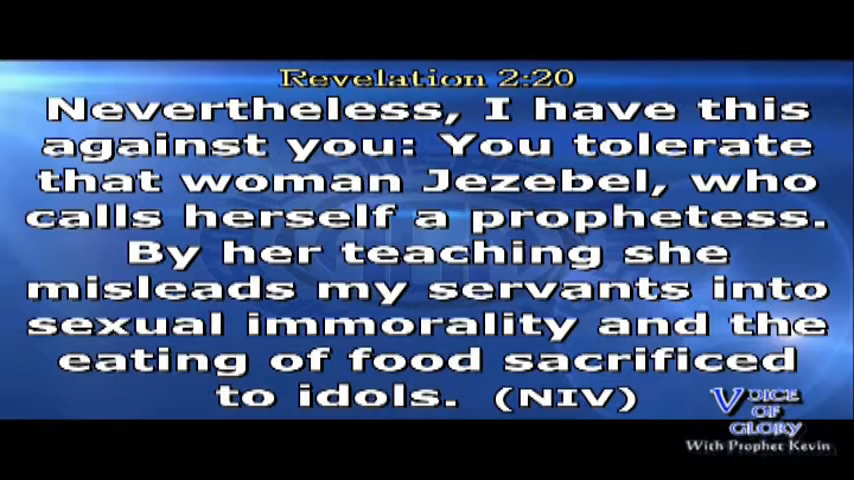 Revelation 2:20
Nevertheless, I have this
against you: You tolerate
that woman Jezebel, who
calls herself a prophetess.
By her teaching she
misleads my servants into
sexual immorality and the
eating of food sacrificed
to idols. (NIV)
VOICE
OF
GLORY
With Prophet Kevin